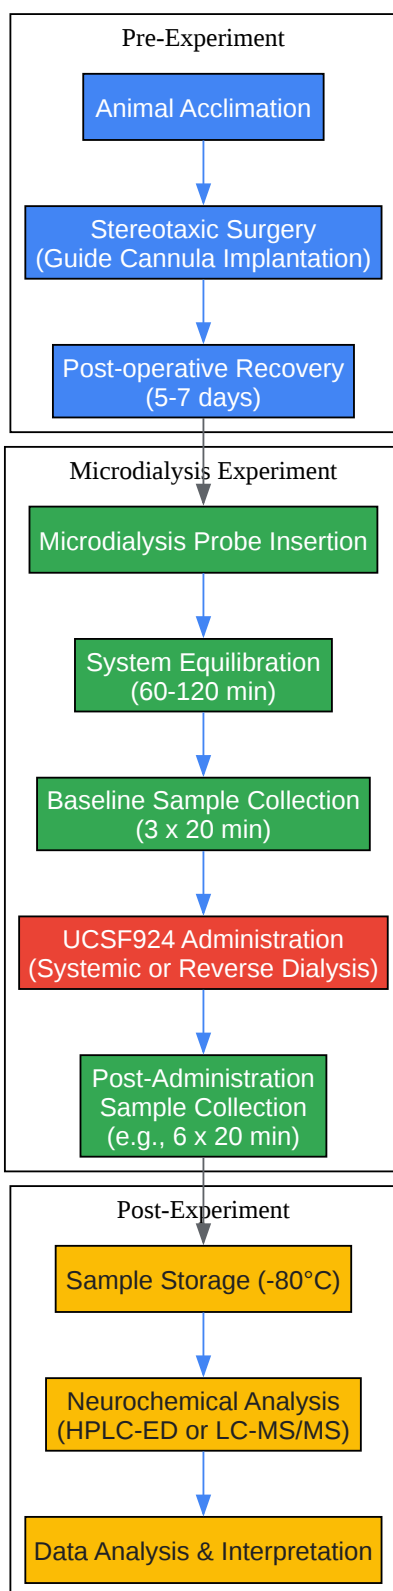 Pre-Experiment
Animal Acclimation
Stereotaxic Surgery
(Guide Cannula Implantation)
Post-operative Recovery
(5-7 days)
Microdialysis Experiment
Microdialysis Probe Insertion
System Equilibration
(60-120 min)
Baseline Sample Collection
(3 x 20 min)
UCSF924 Administration
(Systemic or Reverse Dialysis)
Post-Administration
Sample Collection
(e.g., 6 x 20 min)
Post-Experiment
Sample Storage (-80°C)
Neurochemical Analysis
(HPLC-ED or LC-MS/MS)
Data Analysis & Interpretation